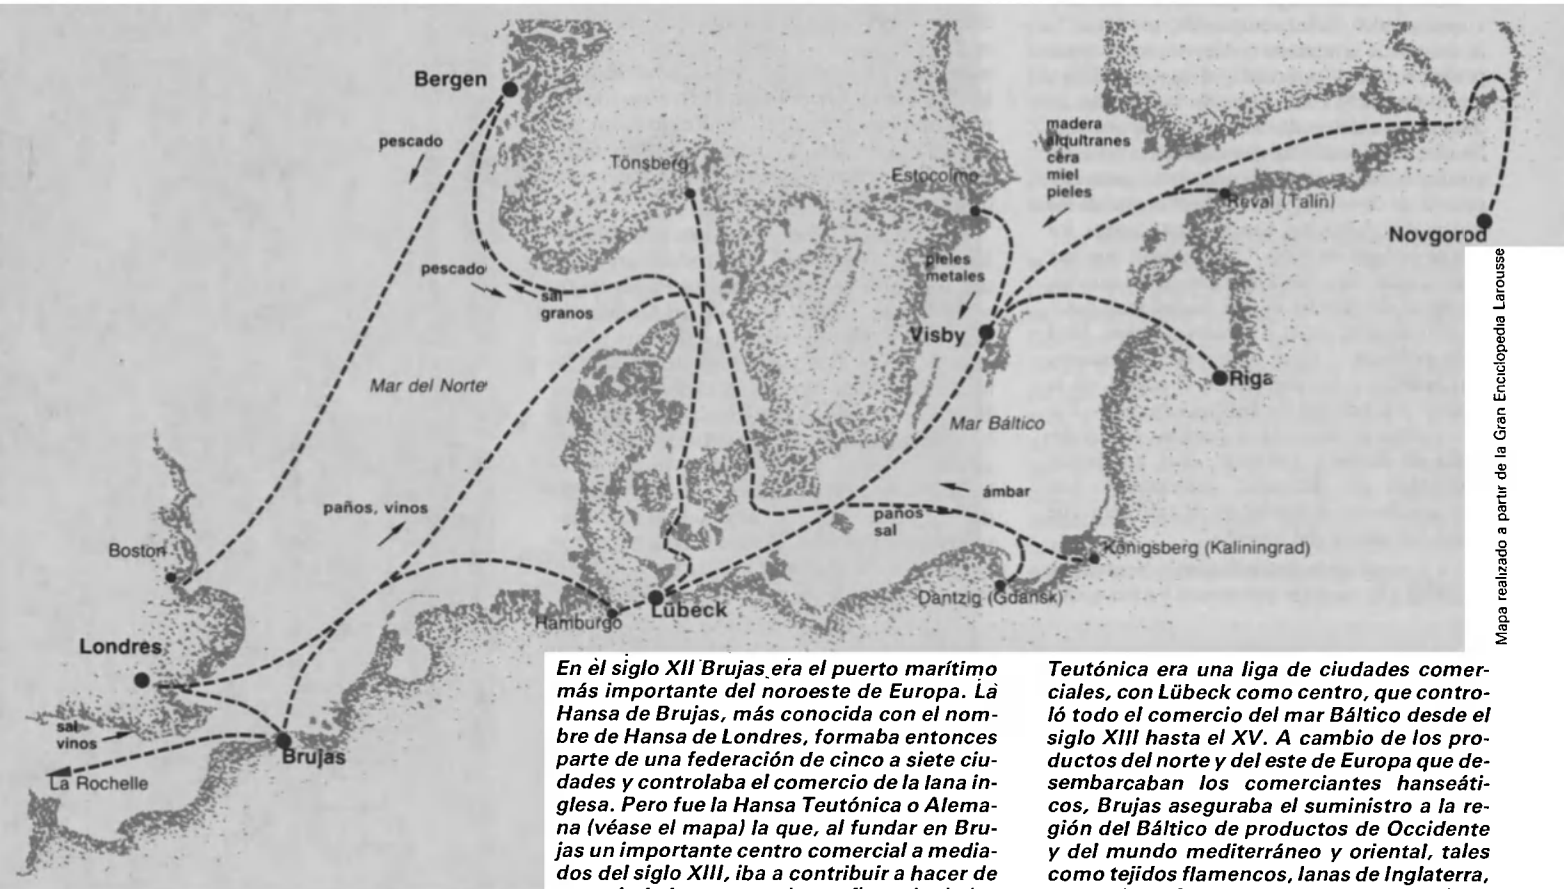 Bergen
pescado
Tönsberg
Estocolmo
madera
alquitranes
cera
miel
pieles
Reval (Talín)
Novgorod
pescado
sal
granos
pieles
metales
Visby
Riga
Mar del Norte
Mar Báltico
ámbar
paños
sal
paños, vinos
Boston
Königsberg (Kaliningrad)
Dantzig (Gdansk)
Hamburgo
Lübeck
Londres
sal
vinos
Brujas
La Rochelle
Mapa realizado a partir de la Gran Enciclopedia Larousse
En el siglo XII Brujas era el puerto marítimo
más importante del noroeste de Europa. La
Hansa de Brujas, más conocida con el nom-
bre de Hansa de Londres, formaba entonces
parte de una federación de cinco a siete ciu-
dades y controlaba el comercio de la lana in-
glesa. Pero fue la Hansa Teutónica o Alema-
na (véase el mapa) la que, al fundar en Bru-
jas un importante centro comercial a media-
dos del siglo XIII, iba a contribuir a hacer de
Teutónica era una liga de ciudades comer-
ciales, con Lübeck como centro, que contro-
ló todo el comercio del mar Báltico desde el
siglo XIII hasta el XV. A cambio de los pro-
ductos del norte y del este de Europa que de-
sembarcaban los comerciantes hanseáti-
cos, Brujas aseguraba el suministro a la re-
gión del Báltico de productos de Occidente
y del mundo mediterráneo y oriental, tales
como tejidos flamencos, lanas de Inglaterra,